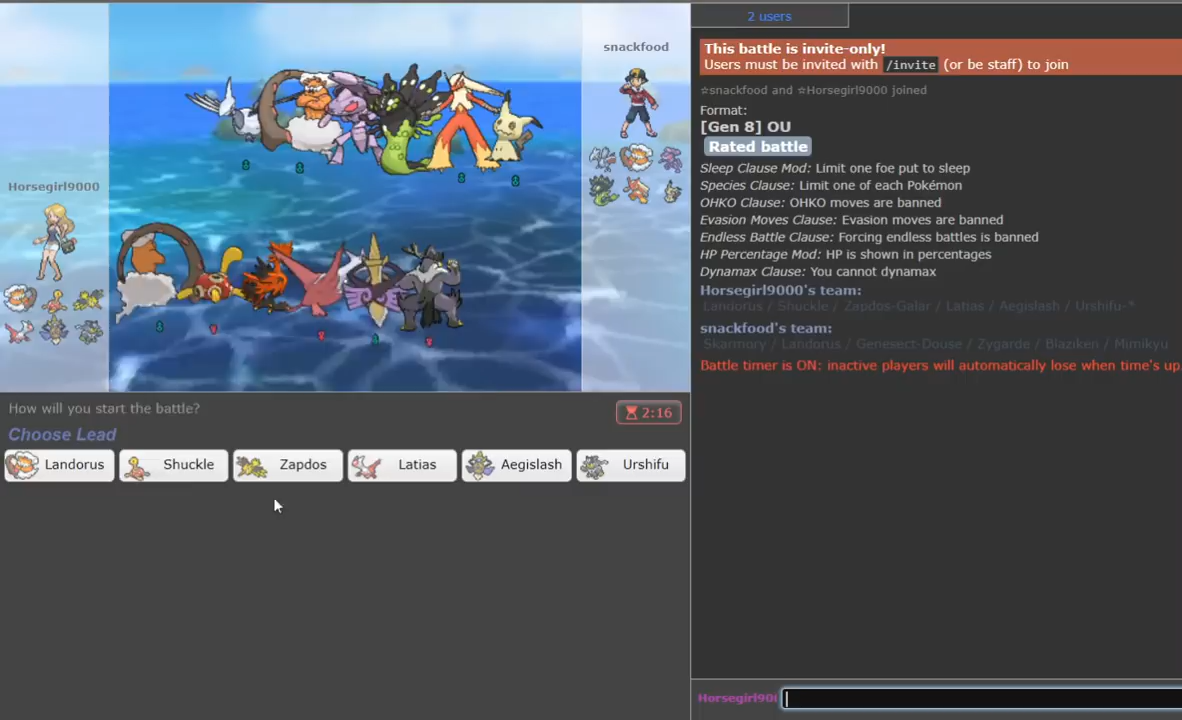 2 users
snackfood
This battle is invite-only!
Users must be invited with /invite (or be staff) to join
☆snackfood and ☆Horsegirl9000 joined
Format:
[Gen 8] OU
Rated battle
Sleep Clause Mod: Limit one foe put to sleep
Species Clause: Limit one of each Pokémon
OHKO Clause: OHKO moves are banned
Evasion Moves Clause: Evasion moves are banned
Endless Battle Clause: Forcing endless battles is banned
HP Percentage Mod: HP is shown in percentages
Dynamax Clause: You cannot dynamax
Horsegirl9000's team:
Landorus / Shuckle / Zapdos-Galar / Latias / Aegislash / Urshifu-*
snackfood's team:
Skarmory / Landorus / Genesect-Douse / Zygarde / Blaziken / Mimikyu
Battle timer is ON: inactive players will automatically lose when time's up
Horsegirl9000
How will you start the battle?
2:16
Choose Lead
Landorus
Shuckle
Zapdos
Latias
Aegislash
Urshifu
Horsegirl90